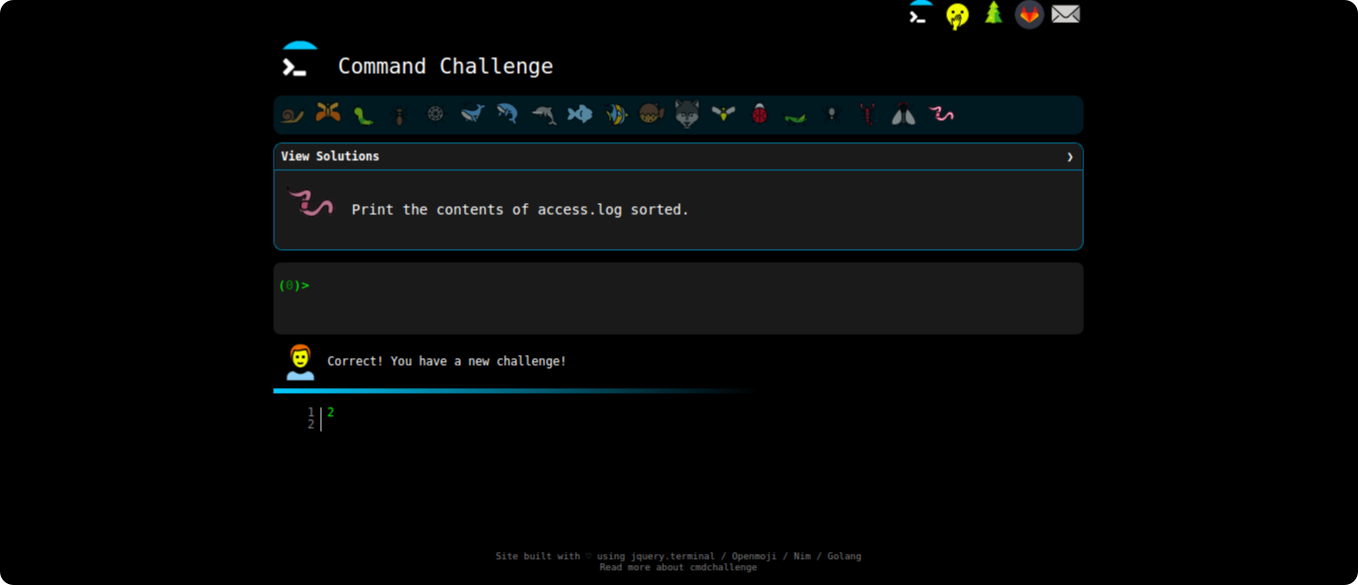 Command Challenge
View Solutions ❯
Print the contents of access.log sorted.
(0)>
Correct! You have a new challenge!
1 2
2
Site built with ♡ using jquery.terminal / Openmoji / Nim / Golang
Read more about cmdchallenge